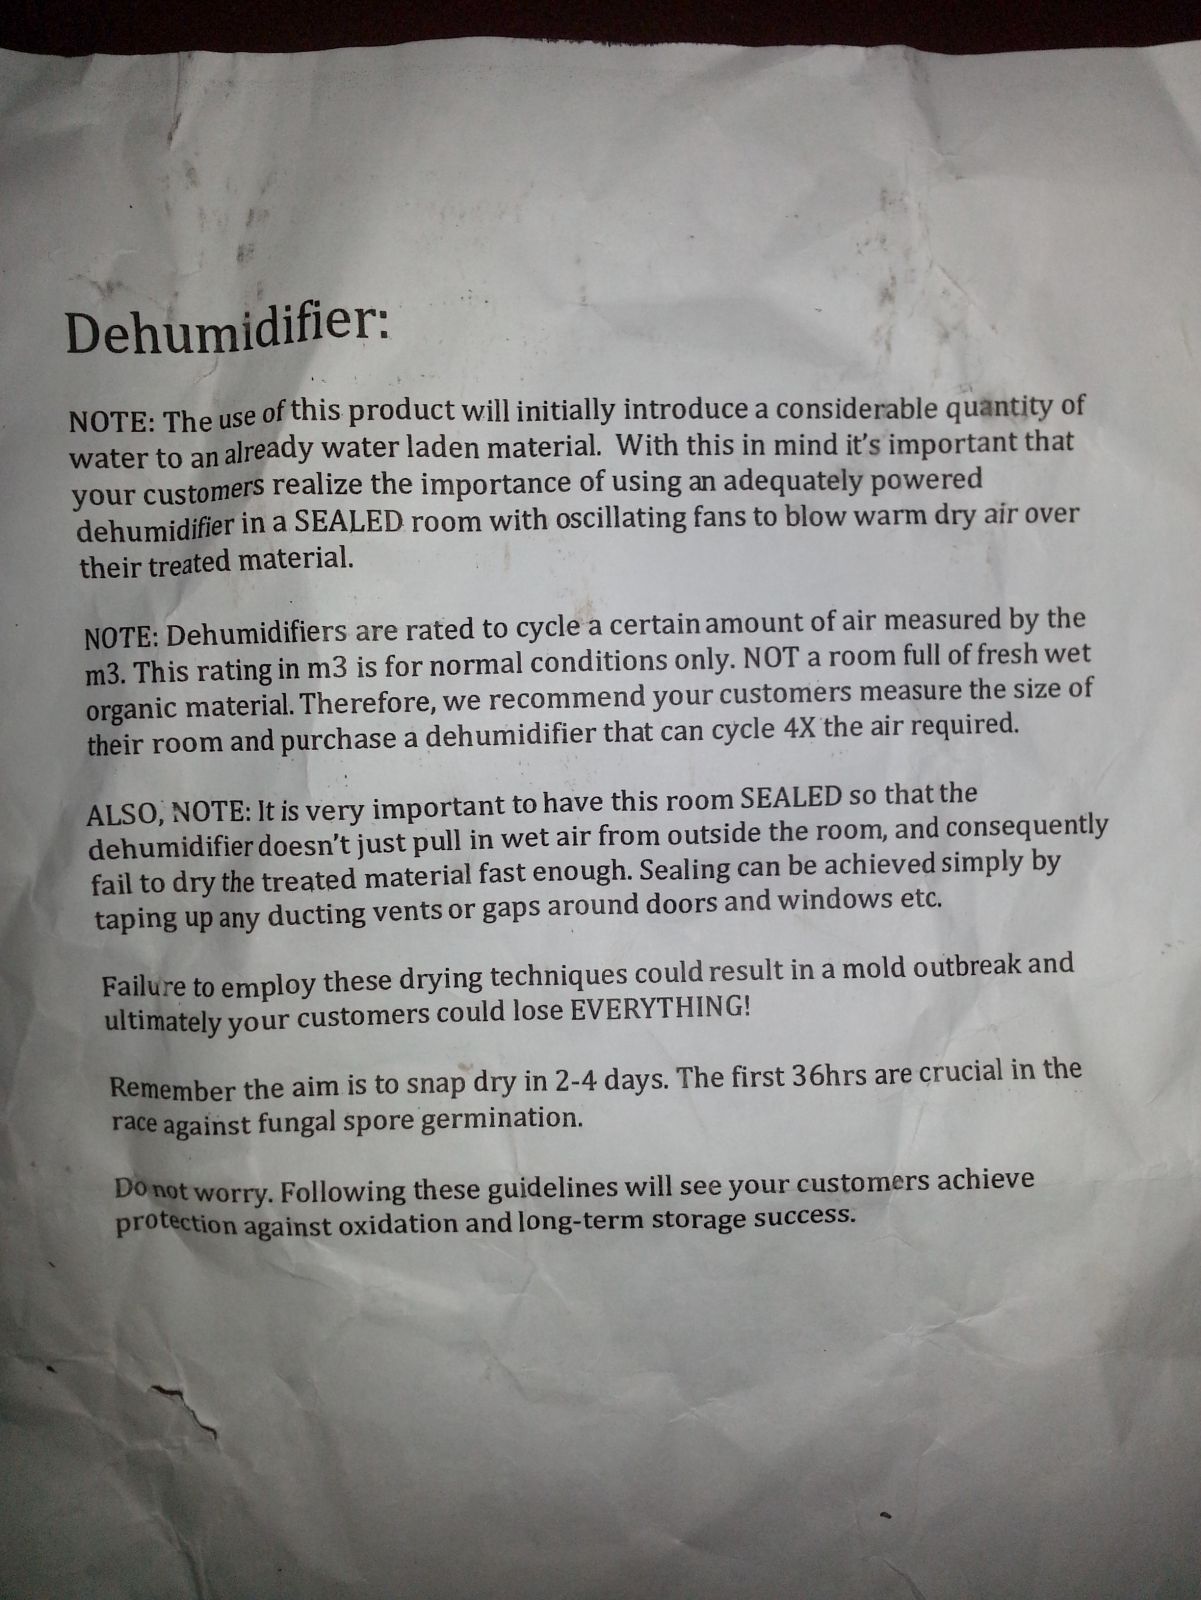 Dehumidifier:
NOTE: The use of this product will initially introduce a considerable quantity of
water to an already water laden material. With this in mind it's important that
your customers realize the importance of using an adequately powered
dehumidifier in a SEALED room with oscillating fans to blow warm dry air over
their treated material.
NOTE: Dehumidifiers are rated to cycle a certain amount of air measured by the
m3. This rating in m3 is for normal conditions only. NOT a room full of fresh wet
organic material. Therefore, we recommend your customers measure the size of
their room and purchase a dehumidifier that can cycle 4X the air required.
ALSO, NOTE: It is very important to have this room SEALED so that the
dehumidifier doesn't just pull in wet air from outside the room, and consequently
fail to dry the treated material fast enough. Sealing can be achieved simply by
taping up any ducting vents or gaps around doors and windows etc.
Failure to employ these drying techniques could result in a mold outbreak and
ultimately your customers could lose EVERYTHING!
Remember the aim is to snap dry in 2-4 days. The first 36hrs are crucial in the
race against fungal spore germination.
Do not worry. Following these guidelines will see your customers achieve
protection against oxidation and long-term storage success.